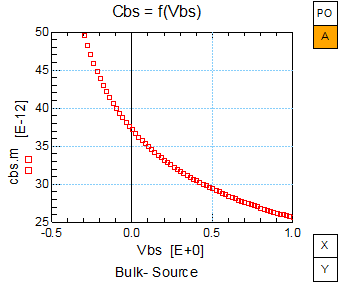 Cbs = f(Vbs)
PO
A
50
45
40
35
30
25
cbs.m [E-12]
-0.5
0.0
0.5
1.0
Vbs [E+0]
Bulk- Source
X
Y